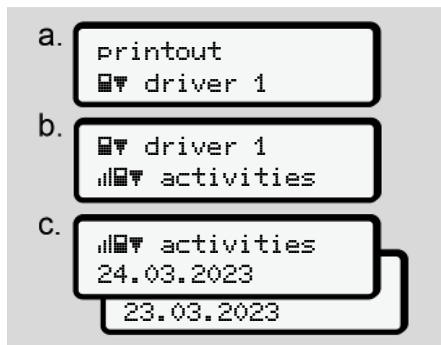 a.
printout
driver 1
b.
driver 1
activities
c.
activities
24.03.2023
23.03.2023